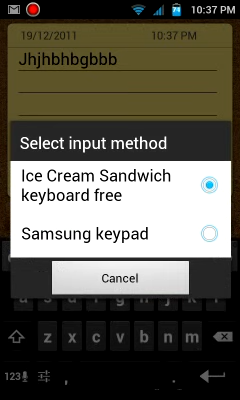 10:37 PM
19/12/2011 10:37 PM
Jhjhbhbgbbb
Select input method
Ice Cream Sandwich
keyboard free
Samsung keypad
Cancel
z x c v b n m
123